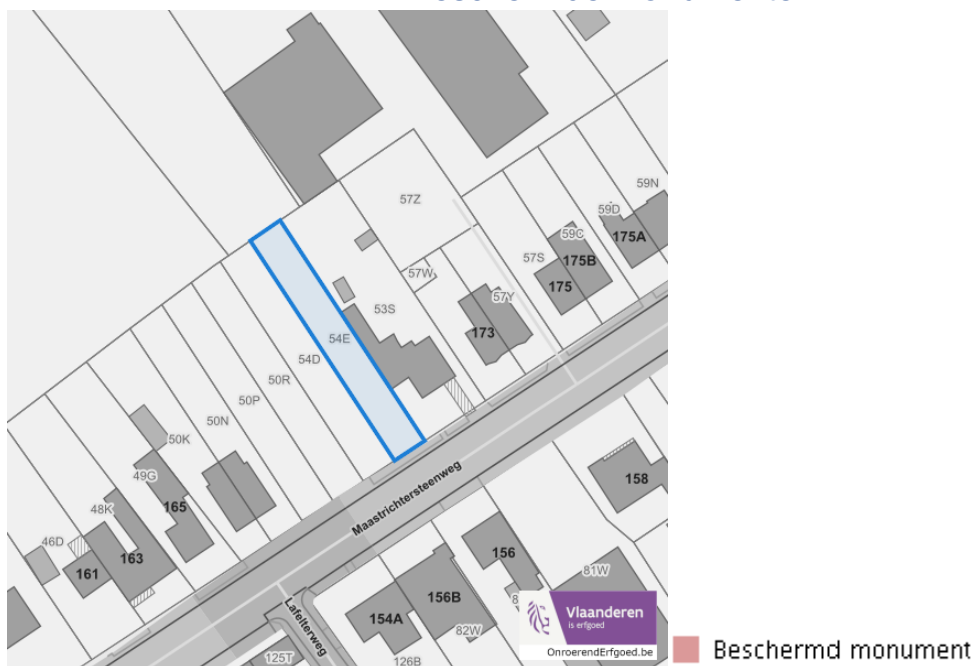 57Z
59N
59D
175A
59C
57S
175B
175
57W
57Y
173
53S
54E
54D
50R
50P
50N
50K
49G
165
48K
46D
163
161
Maastrichtersteenweg
158
156
81W
156B
154A
82W
126B
125T
Lafelterweg
Vlaanderen
is erfgoed
OnroerendErfgoed.be
Beschermd monument